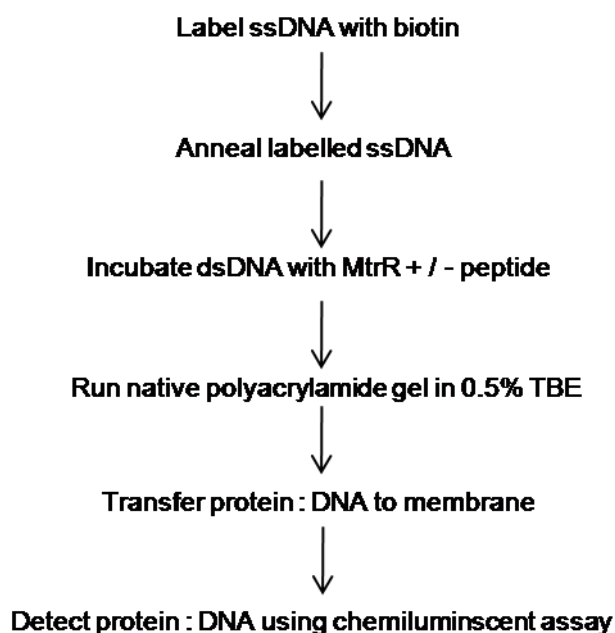 Label ssDNA with biotin
Anneal labelled ssDNA
Incubate dsDNA with MtrR + / - peptide
Run native polyacrylamide gel in 0.5% TBE
Transfer protein : DNA to membrane
Detect protein : DNA using chemiluminscent assay